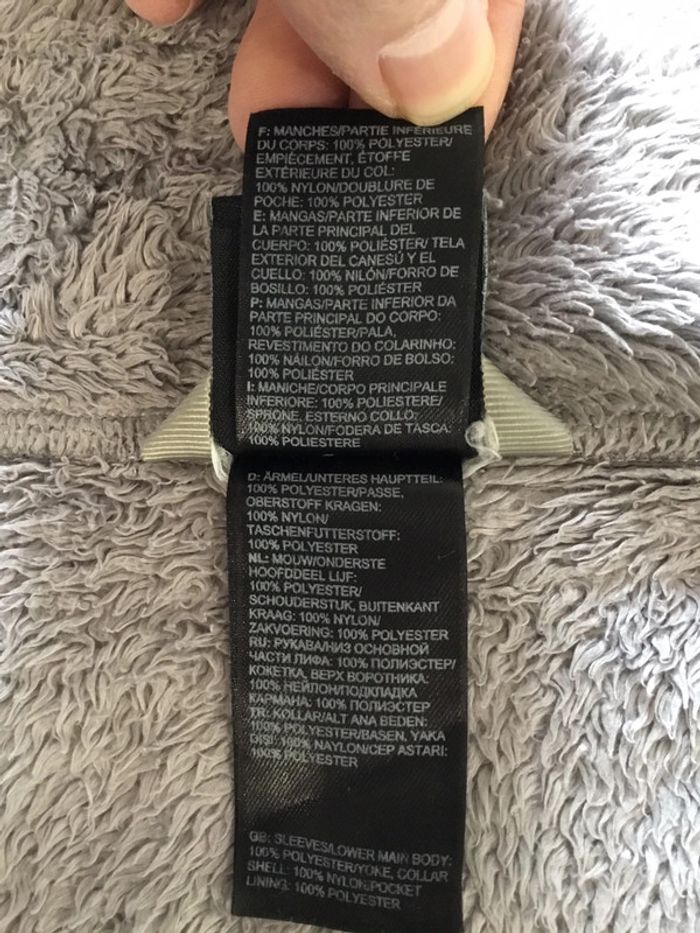 F: MANCHES/PARTIE INFÉRIEURE
DU CORPS: 100% POLYESTER/
EMPIÈCEMENT, ÉTOFFE
EXTÉRIEURE DU COL:
100% NYLON/DOUBLURE DE
POCHE: 100% POLYESTER
E: MANGAS/PARTE INFERIOR DE
LA PARTE PRINCIPAL DEL
CUERPO: 100% POLIÉSTER/ TELA
EXTERIOR DEL CANESÚ Y EL
CUELLO: 100% NILÓN/FORRO DE
BOSILLO: 100% POLIÉSTER
P: MANGAS/PARTE INFERIOR DA
PARTE PRINCIPAL DO CORPO:
100% POLIÉSTER/PALA,
REVESTIMENTO DO COLARINHO:
100% NÁILON/FORRO DE BOLSO:
100% POLIÉSTER
I: MANICHE/CORPO PRINCIPALE
INFERIORE: 100% POLIESTERE/
SPRONE, ESTERNO COLLO:
100% NYLON/FODERA DE TASCA:
100% POLIESTERE
D: ÄRMEL/UNTERES HAUPTTEIL:
100% POLYESTER/PASSE,
OBERSTOFF KRAGEN:
100% NYLON/
TASCHENFUTTERSTOFF:
100% POLYESTER
NL: MOUW/ONDERSTE
HOOFDDEEL LIJF:
100% POLYESTER/
SCHOUDERSTUK, BUITENKANT
KRAAG: 100% NYLON/
ZAKVOERING: 100% POLYESTER
RU: РУКАВА/НИЗ ОСНОВНОЙ
ЧАСТИ ЛИФА: 100% ПОЛИЭСТЕР/
КОКЕТКА, ВЕРХ ВОРОТНИКА:
100% НЕЙЛОН/ПОДКЛАДКА
КАРМАНА: 100% ПОЛИЭСТЕР
TR: KOLLAR/ALT ANA BEDEN:
100% POLYESTER/BASEN, YAKA
DISI: 100% NAYLON/CEP ASTARI:
100% POLYESTER
GB: SLEEVES/LOWER MAIN BODY:
100% POLYESTER/YOKE, COLLAR
SHELL: 100% NYLON/POCKET
LINING: 100% POLYESTER